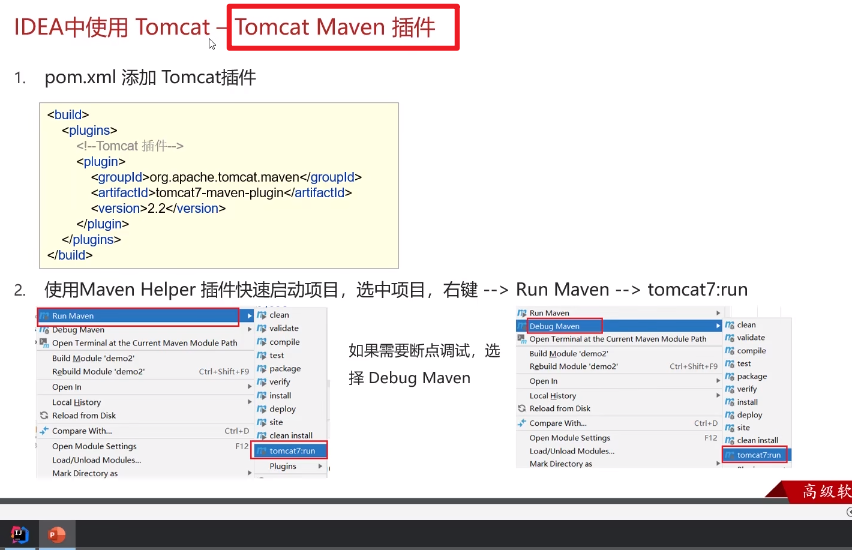 IDEA中使用 Tomcat – Tomcat Maven 插件
1. pom.xml 添加 Tomcat插件
<build>
<plugins>
<!--Tomcat 插件-->
<plugin>
<groupId>org.apache.tomcat.maven</groupId>
<artifactId>tomcat7-maven-plugin</artifactId>
<version>2.2</version>
</plugin>
</plugins>
</build>
2. 使用Maven Helper 插件快速启动项目，选中项目，右键 --> Run Maven --> tomcat7:run
Run Maven
Debug Maven
Open Terminal at the Current Maven Module Path
Build Module 'demo2'
Rebuild Module 'demo2' Ctrl+Shift+F9
Open In
Local History
Reload from Disk
Compare With... Ctrl+D
Open Module Settings F12
Load/Unload Modules...
Mark Directory as
clean
validate
compile
test
package
verify
install
deploy
site
clean install
tomcat7:run
Plugins
如果需要断点调试，选
择 Debug Maven
Run Maven
Debug Maven
Open Terminal at the Current Maven Module Path
Build Module 'demo2'
Rebuild Module 'demo2' Ctrl+Shift+F9
Open In
Local History
Reload from Disk
Compare With... Ctrl+D
Open Module Settings F12
Load/Unload Modules...
Mark Directory as
clean
validate
compile
test
package
verify
install
deploy
site
clean install
tomcat7:run
高级软